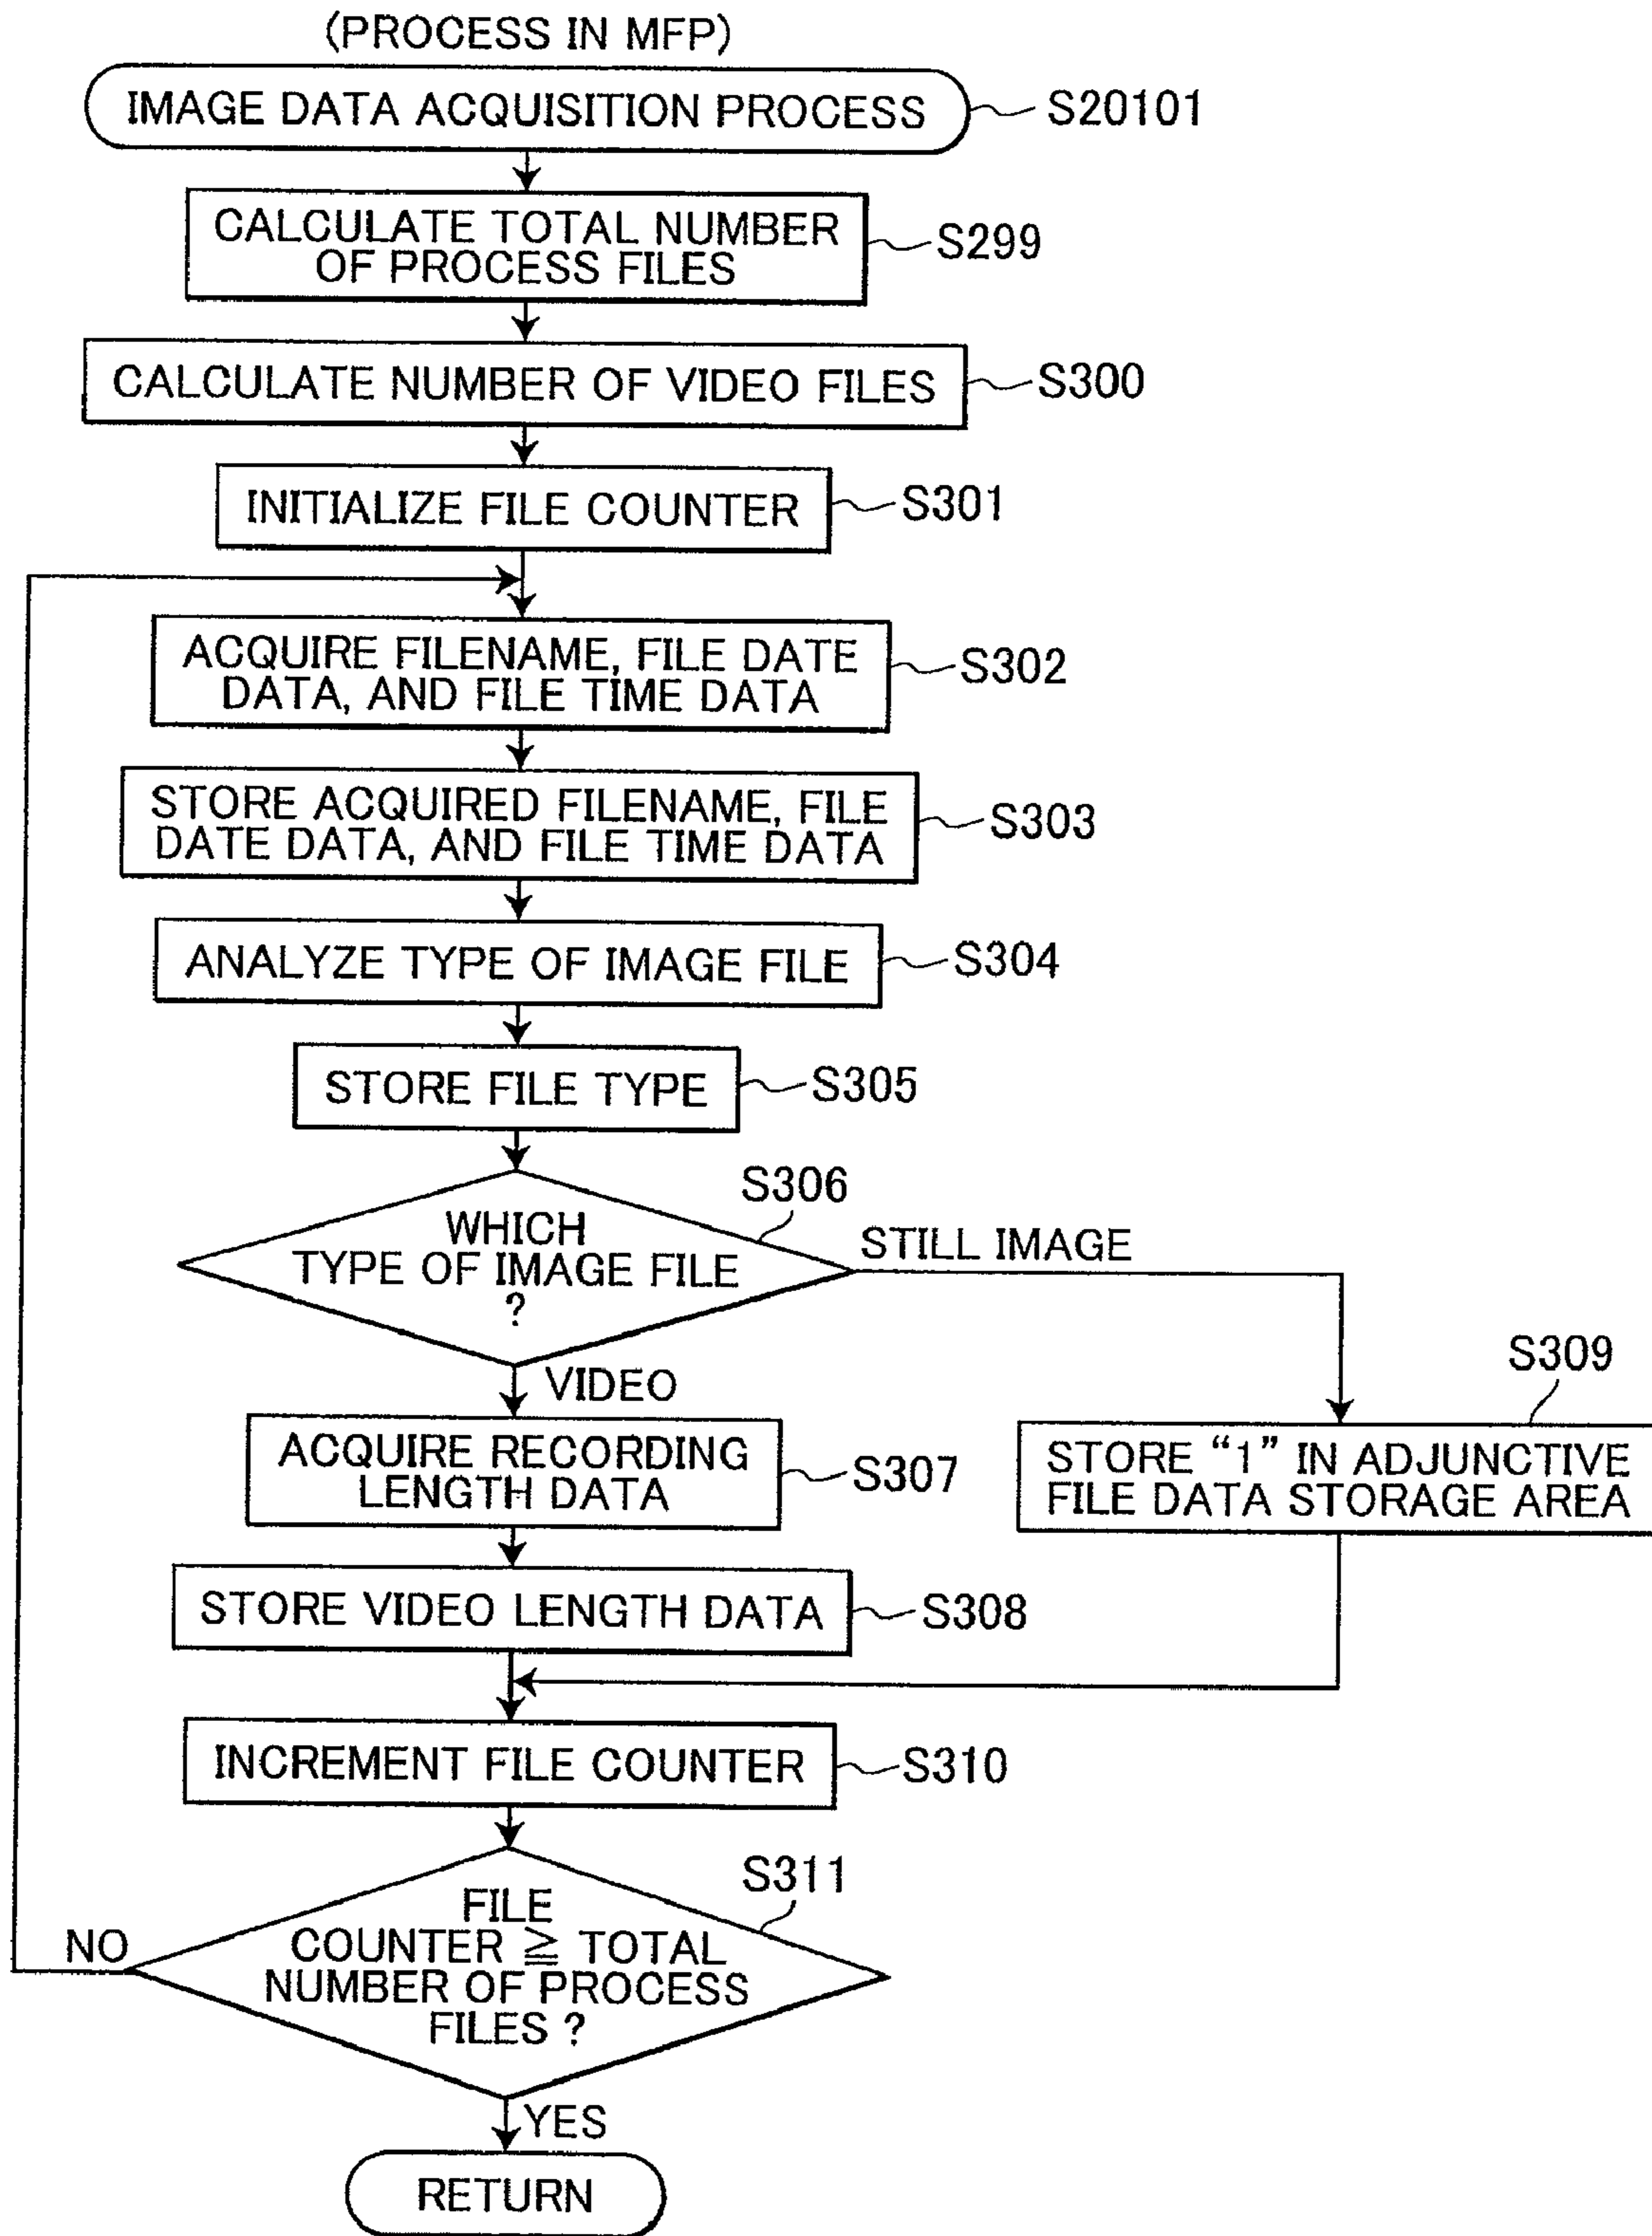 (PROCESS IN MFP)
IMAGE DATA ACQUISITION PROCESS
S20101
CALCULATE TOTAL NUMBER
OF PROCESS FILES
S299
CALCULATE NUMBER OF VIDEO FILES
S300
INITIALIZE FILE COUNTER
S301
ACQUIRE FILENAME, FILE DATE
DATA, AND FILE TIME DATA
S302
STORE ACQUIRED FILENAME, FILE
DATE DATA, AND FILE TIME DATA
S303
ANALYZE TYPE OF IMAGE FILE
S304
STORE FILE TYPE
S305
S306
WHICH
TYPE OF IMAGE FILE
?
STILL IMAGE
VIDEO
S309
ACQUIRE RECORDING
LENGTH DATA
S307
STORE “1” IN ADJUNCTIVE
FILE DATA STORAGE AREA
STORE VIDEO LENGTH DATA
S308
INCREMENT FILE COUNTER
S310
S311
FILE
COUNTER ≧ TOTAL
NUMBER OF PROCESS
FILES ?
NO
YES
RETURN